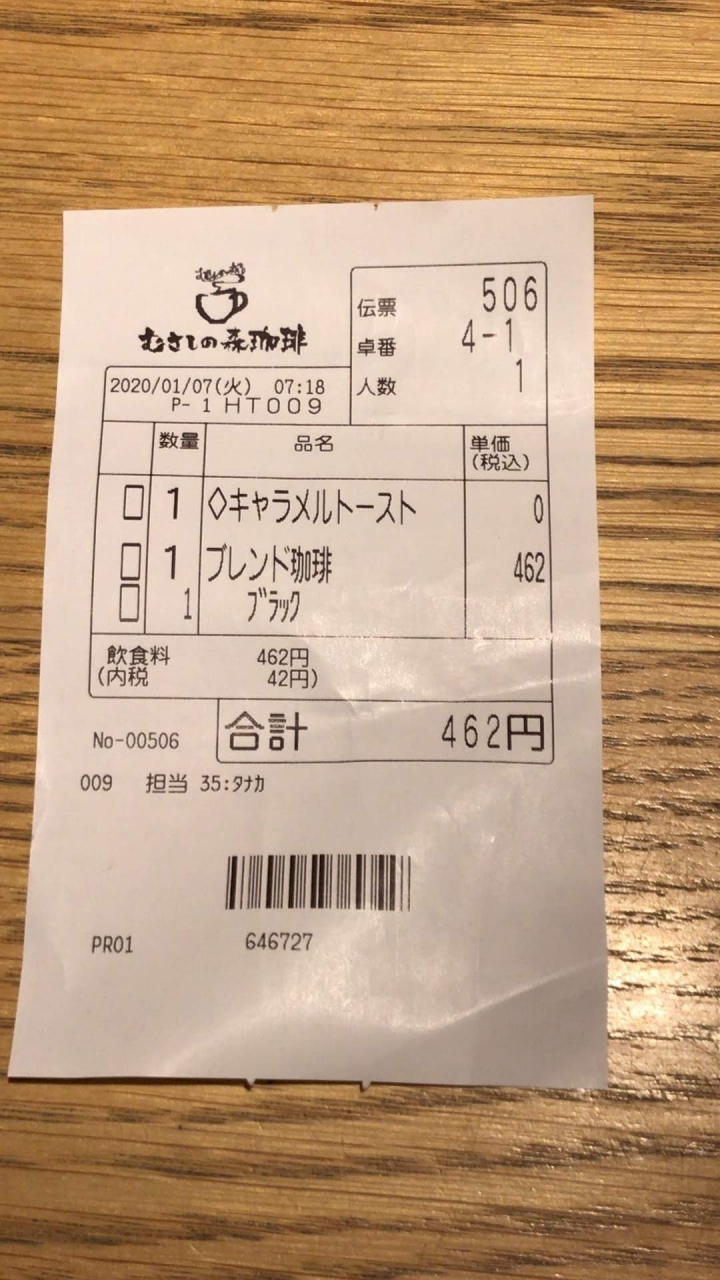 むさしの森珈琲
伝票 506
卓番 4-1
人数 1
2020/01/07(火) 07:18
P- 1 HT009
数量 品名 単価
(税込)
□ 1 ◇キャラメルトースト 0
□ 1 ブレンド珈琲 462
□ 1 ﾌﾞﾗｯｸ
飲食料 462円
(内税 42円)
No-00506
合計 462円
009 担当 35:ﾀﾅｶ
PR01 646727